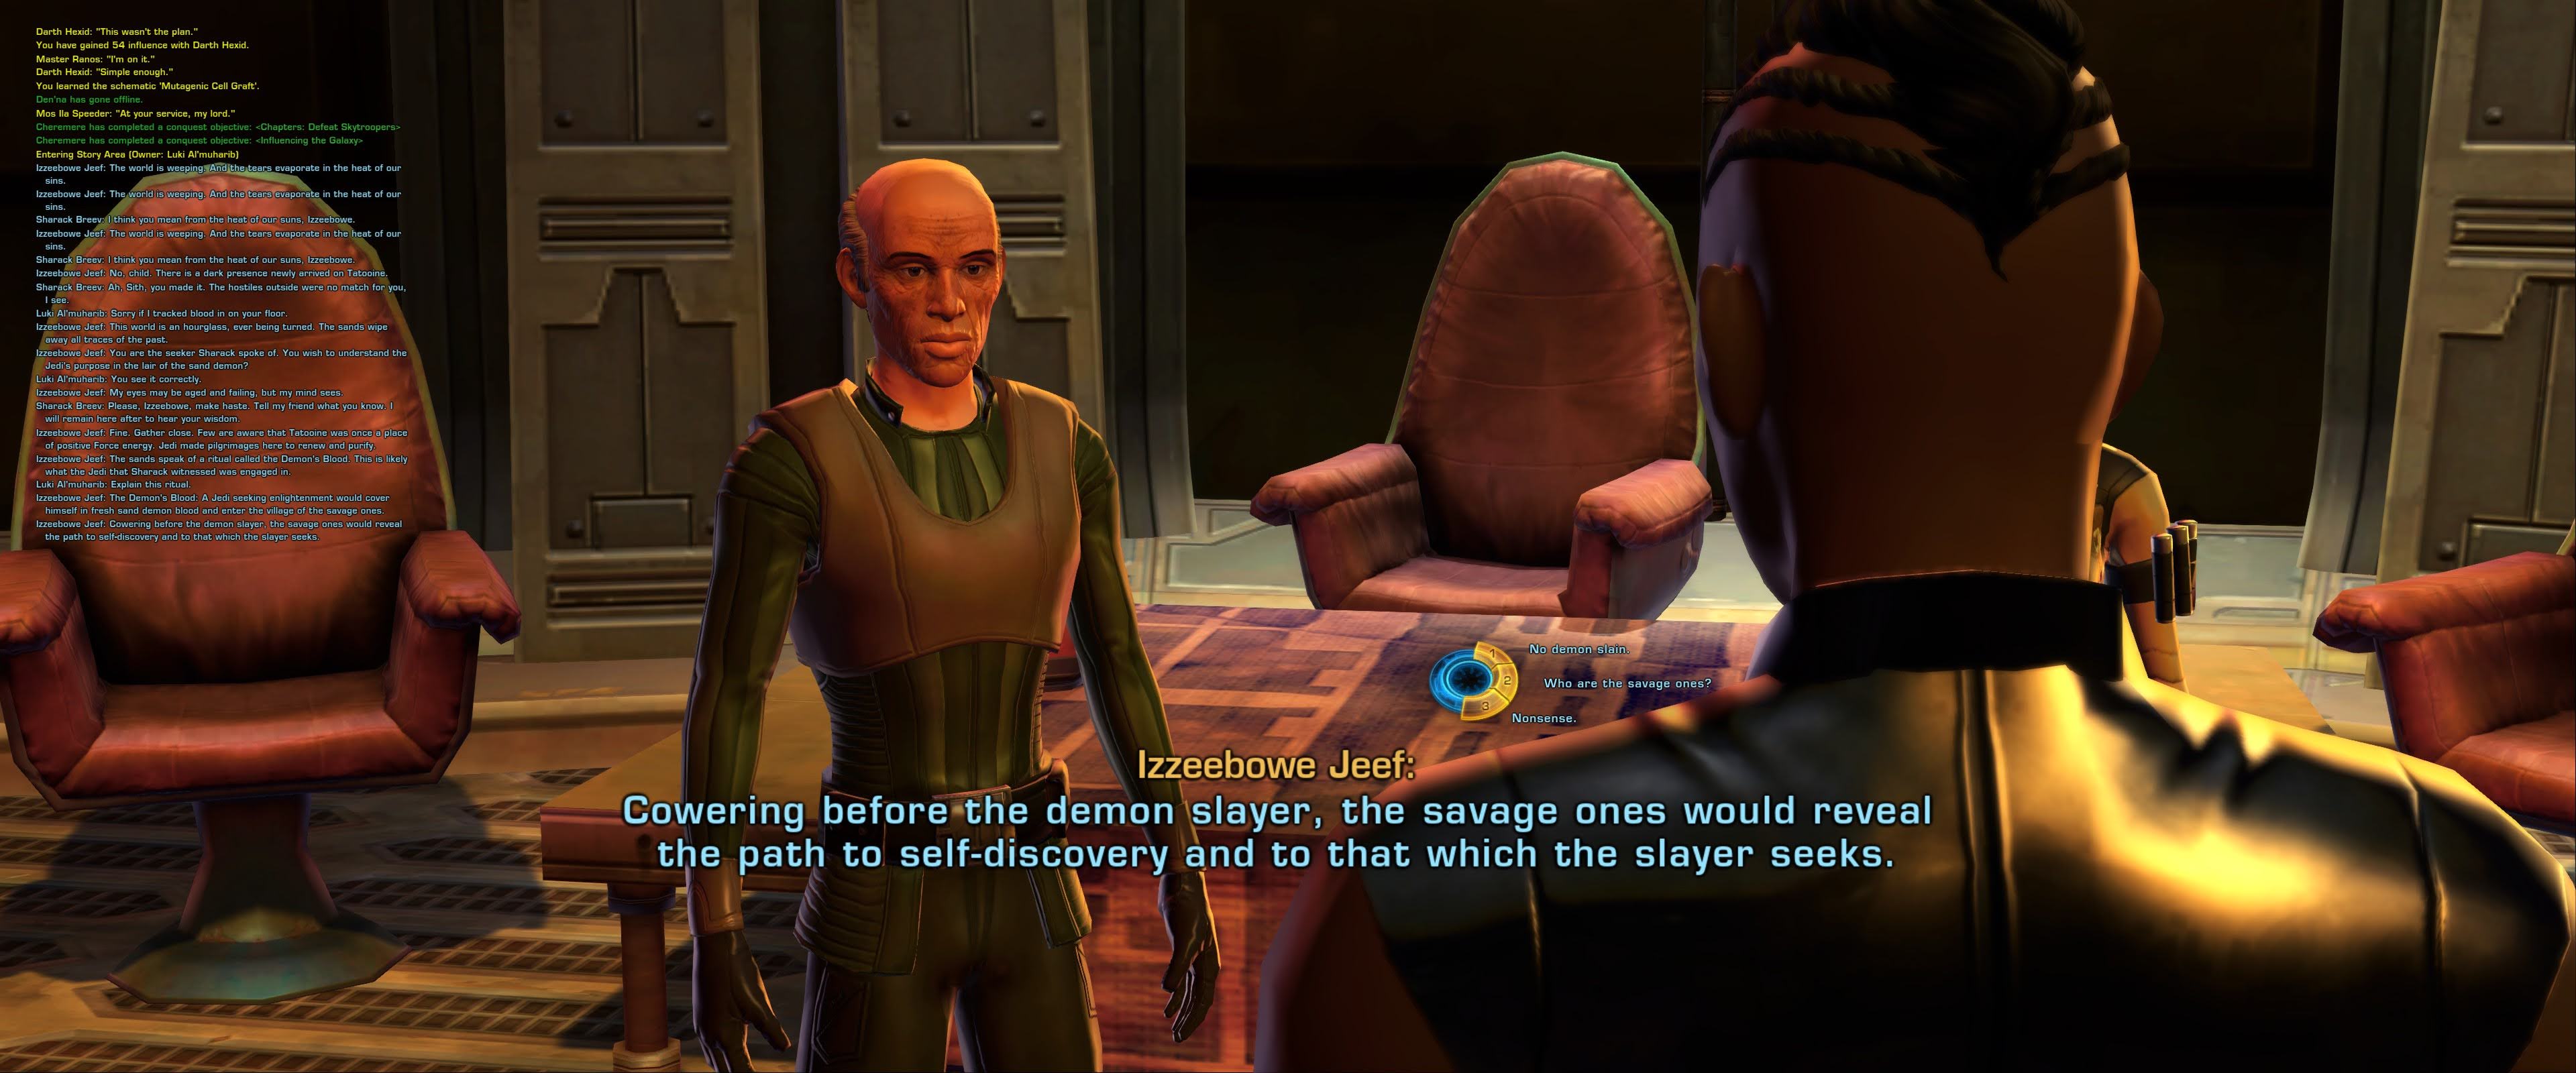 Darth Hexid: "This wasn't the plan."
You have gained 54 influence with Darth Hexid.
Master Ranos: "I'm on it."
Darth Hexid: "Simple enough."
You learned the schematic 'Mutagenic Cell Graft'.
Den'na has gone offline.
Mos Ila Speeder: "At your service, my lord."
Cheremere has completed a conquest objective: <Chapters: Defeat Skytroopers>
Cheremere has completed a conquest objective: <Influencing the Galaxy>
Entering Story Area (Owner: Luki Al'muharib)
Izzeebowe Jeef: The world is weeping. And the tears evaporate in the heat of our
sins.
Izzeebowe Jeef: The world is weeping. And the tears evaporate in the heat of our
sins.
Sharack Breev: I think you mean from the heat of our suns, Izzeebowe.
Izzeebowe Jeef: The world is weeping. And the tears evaporate in the heat of our
sins.
Sharack Breev: I think you mean from the heat of our suns, Izzeebowe.
Izzeebowe Jeef: No, child. There is a dark presence newly arrived on Tatooine.
Sharack Breev: Ah, Sith, you made it. The hostiles outside were no match for you,
I see.
Luki Al'muharib: Sorry if I tracked blood in on your floor.
Izzeebowe Jeef: This world is an hourglass, ever being turned. The sands wipe
away all traces of the past.
Izzeebowe Jeef: You are the seeker Sharack spoke of. You wish to understand the
Jedi's purpose in the lair of the sand demon?
Luki Al'muharib: You see it correctly.
Izzeebowe Jeef: My eyes may be aged and failing, but my mind sees.
Sharack Breev: Please, Izzeebowe, make haste. Tell my friend what you know. I
will remain here after to hear your wisdom.
Izzeebowe Jeef: Fine. Gather close. Few are aware that Tatooine was once a place
of positive Force energy. Jedi made pilgrimages here to renew and purify.
Izzeebowe Jeef: The sands speak of a ritual called the Demon's Blood. This is likely
what the Jedi that Sharack witnessed was engaged in.
Luki Al'muharib: Explain this ritual.
Izzeebowe Jeef: The Demon's Blood: A Jedi seeking enlightenment would cover
himself in fresh sand demon blood and enter the village of the savage ones.
Izzeebowe Jeef: Cowering before the demon slayer, the savage ones would reveal
the path to self-discovery and to that which the slayer seeks.
1 No demon slain.
2 Who are the savage ones?
3 Nonsense.
Izzeebowe Jeef:
Cowering before the demon slayer, the savage ones would reveal
the path to self-discovery and to that which the slayer seeks.